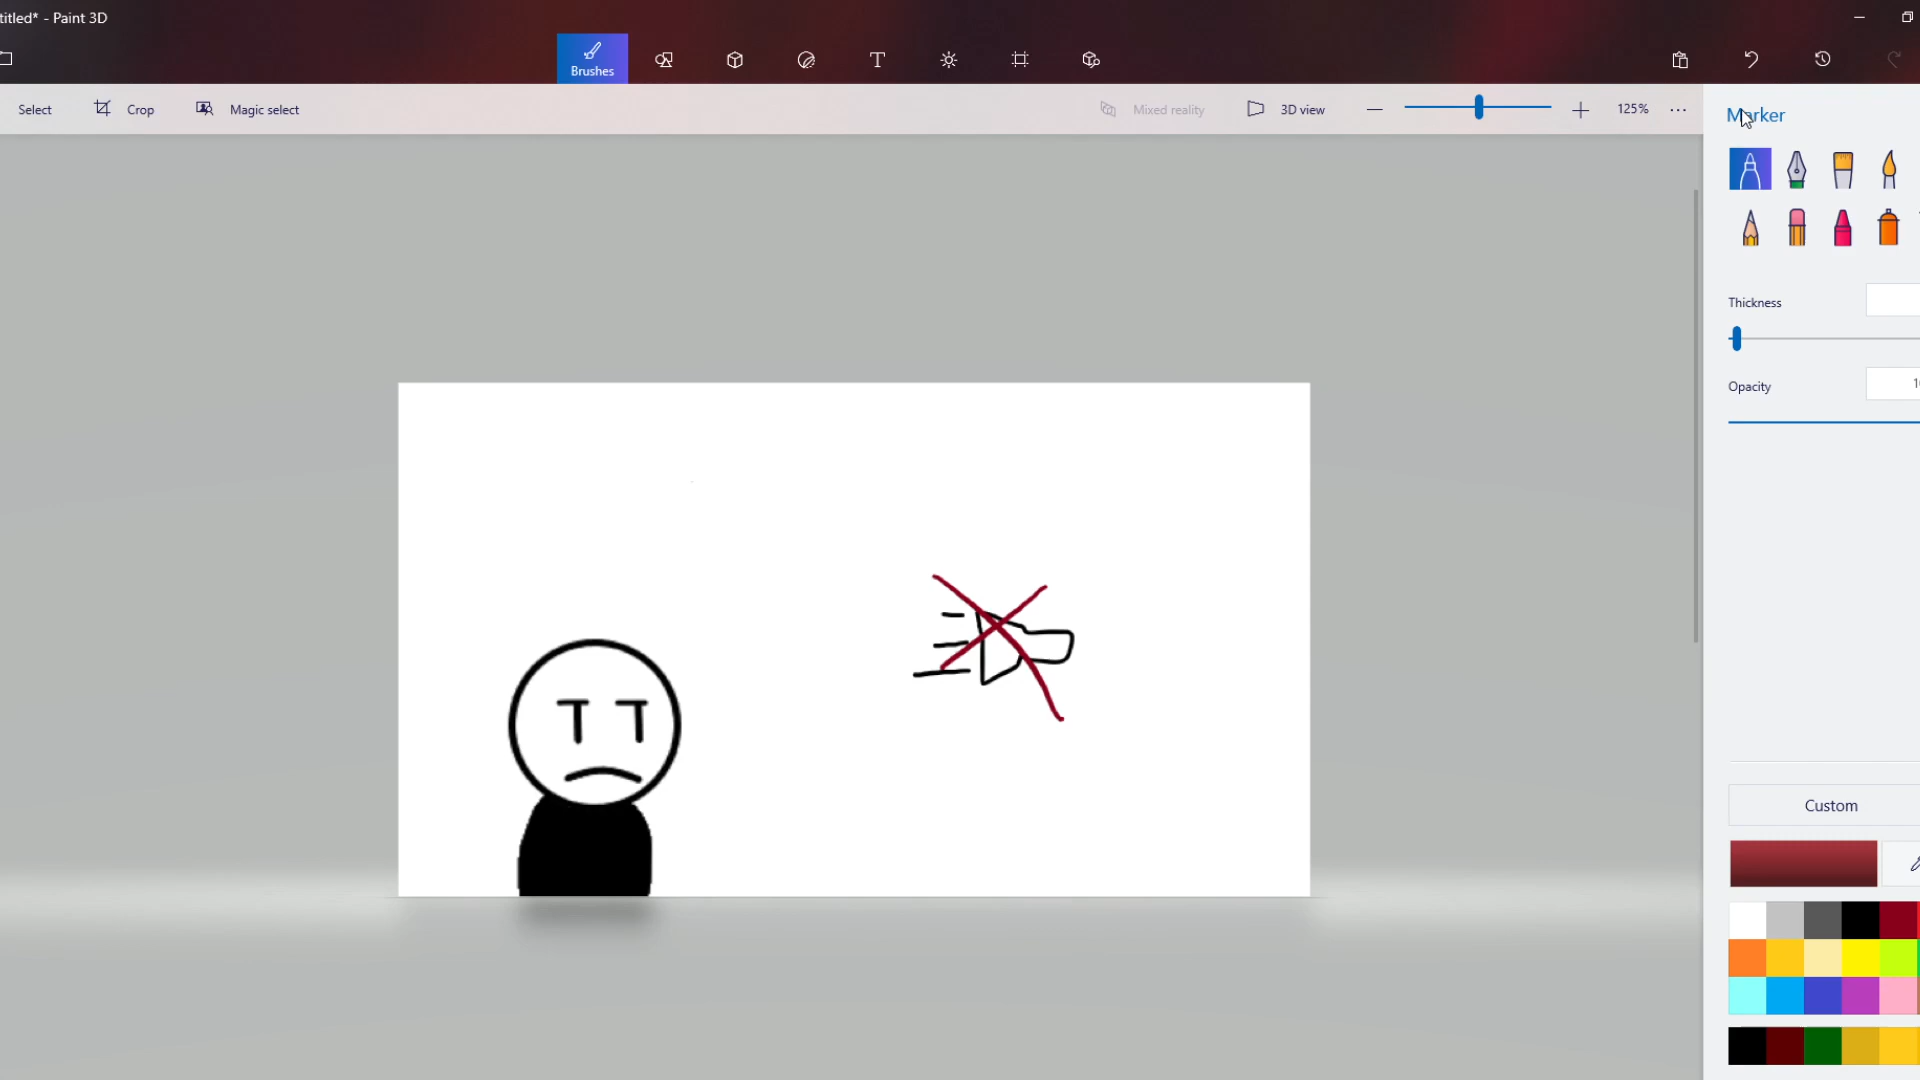 titled* - Paint 3D
Brushes
Select
Crop
Magic select
Mixed reality
3D view
125%
Marker
Thickness
Opacity
Custom
T T